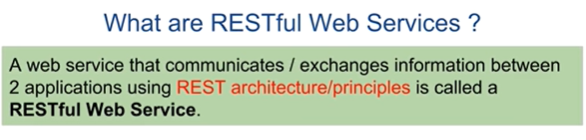 What are RESTful Web Services ?
A web service that communicates / exchanges information between
2 applications using REST architecture/principles is called a
RESTful Web Service.